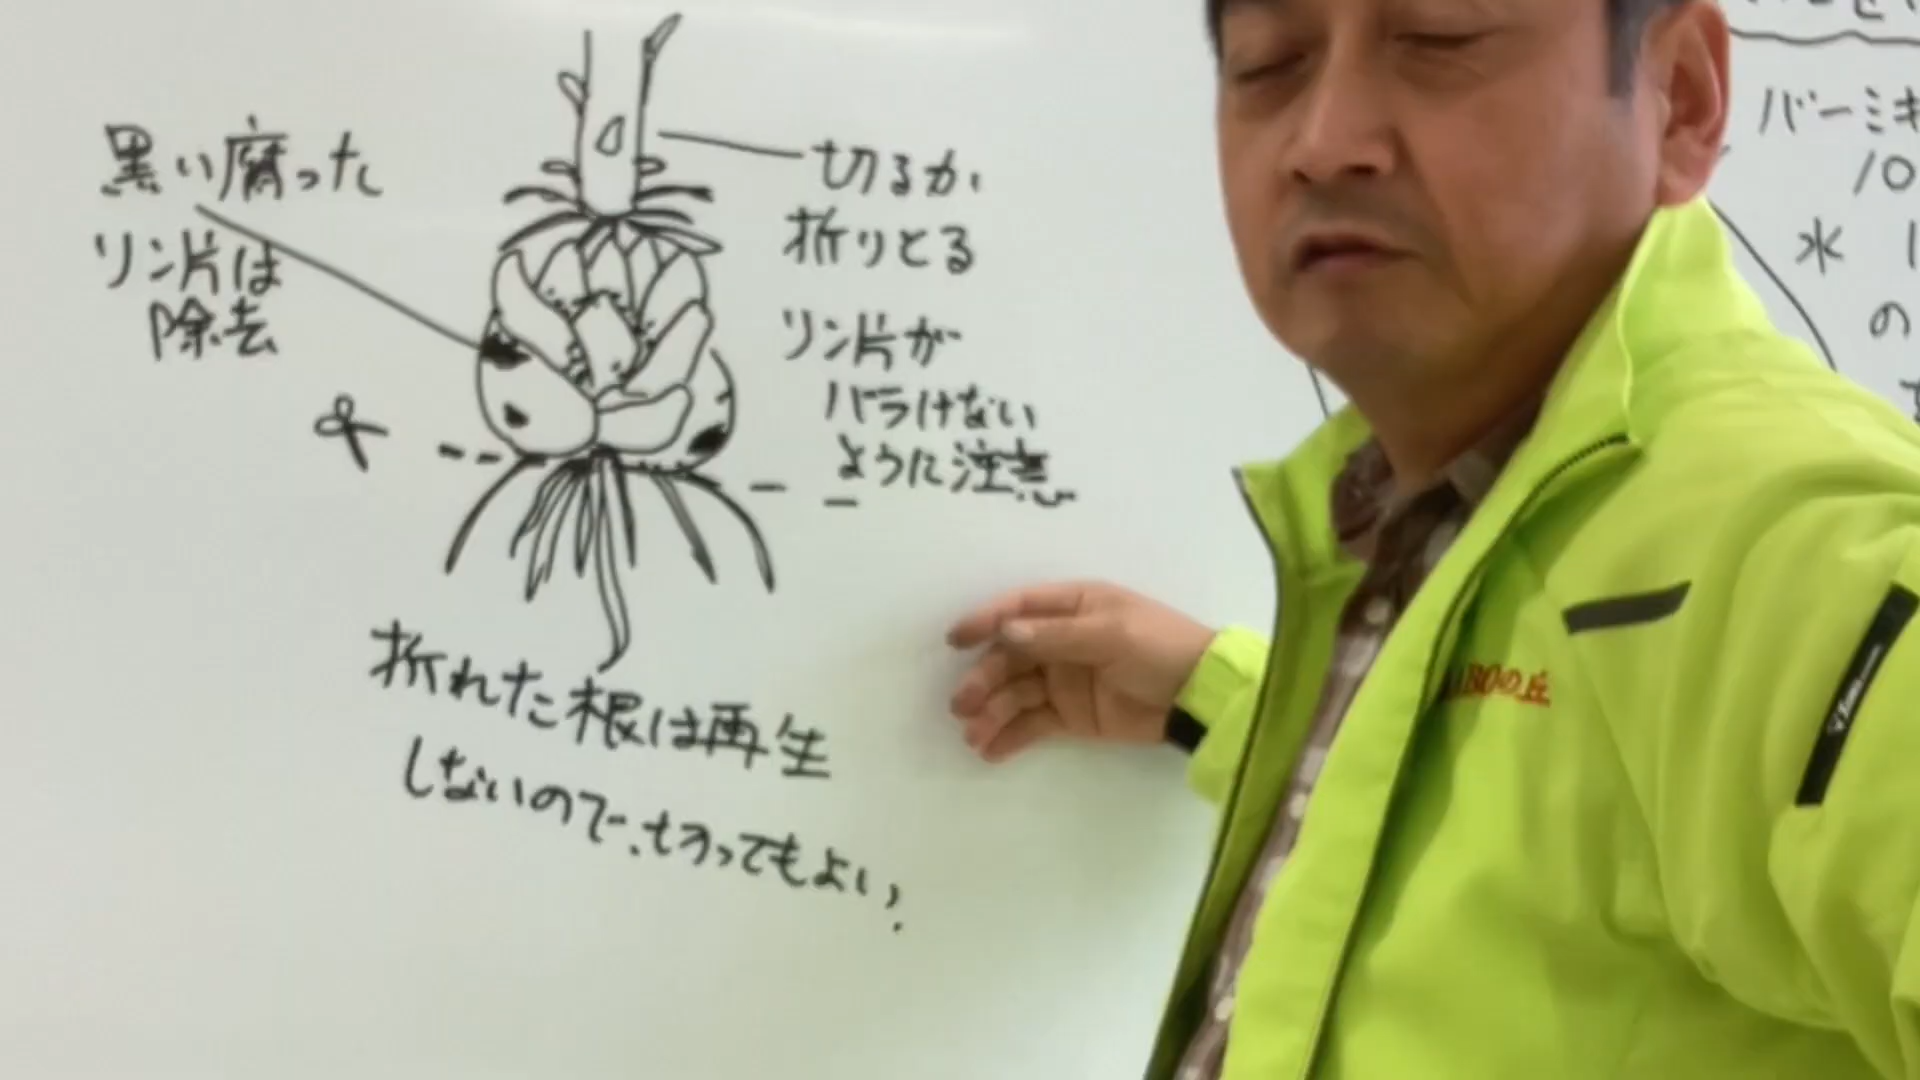 黒い腐った
リン片は
除去
切るか
折りとる
リン片が
バラけない
ように注意
折れた根は再生
しないので、切ってもよい。
バーミキ
10
水 1
の
の丘